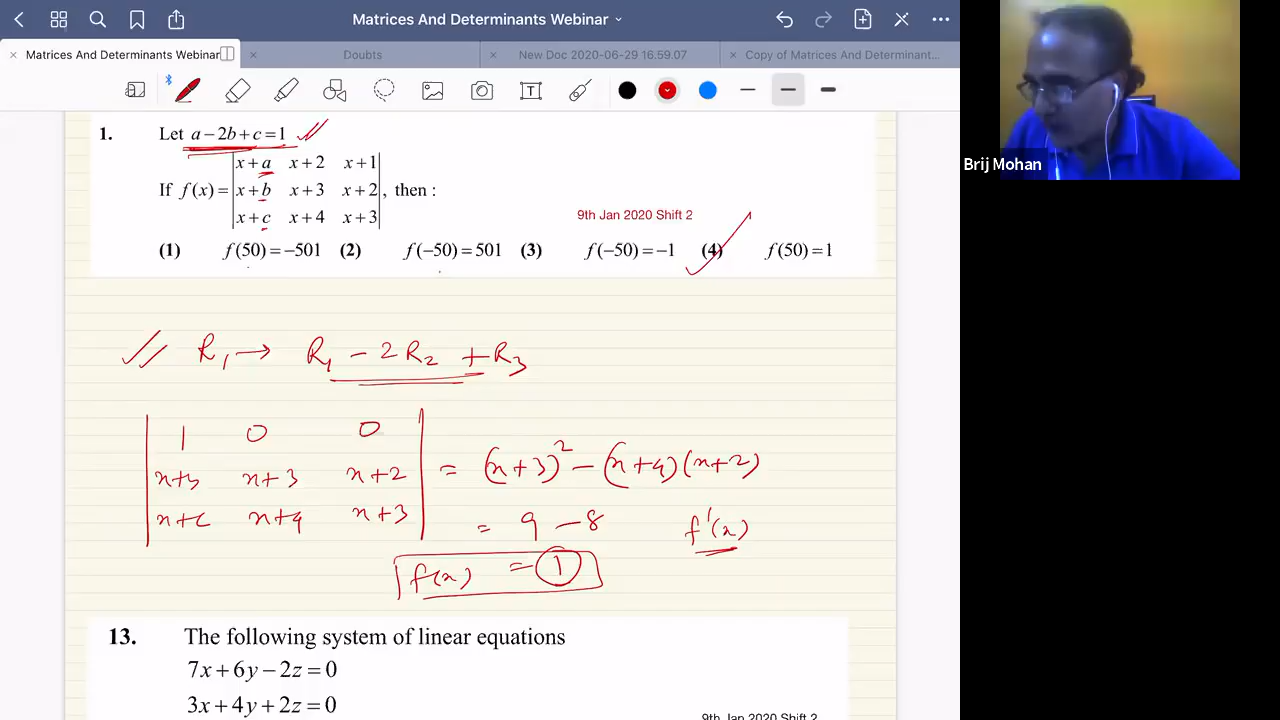 Matrices And Determinants Webinar
Matrices And Determinants Webinar
Doubts
New Doc 2020-06-29 16.59.07
Copy of Matrices And Determinant...
Brij Mohan
1. Let a − 2b + c = 1
If f(x) = | x+a x+2 x+1 |
| x+b x+3 x+2 | , then :
| x+c x+4 x+3 |
9th Jan 2020 Shift 2
(1) f(50) = −501 (2) f(−50) = 501 (3) f(−50) = −1 (4) f(50) = 1
R₁ → R₁ − 2R₂ + R₃
| 1 0 0 |
| x+b x+3 x+2 | = (x+3)² − (x+4)(x+2)
| x+c x+4 x+3 |
= 9 − 8 f'(x)
f(x) = 1
13. The following system of linear equations
7x + 6y − 2z = 0
3x + 4y + 2z = 0
9th Jan 2020 Shift 2